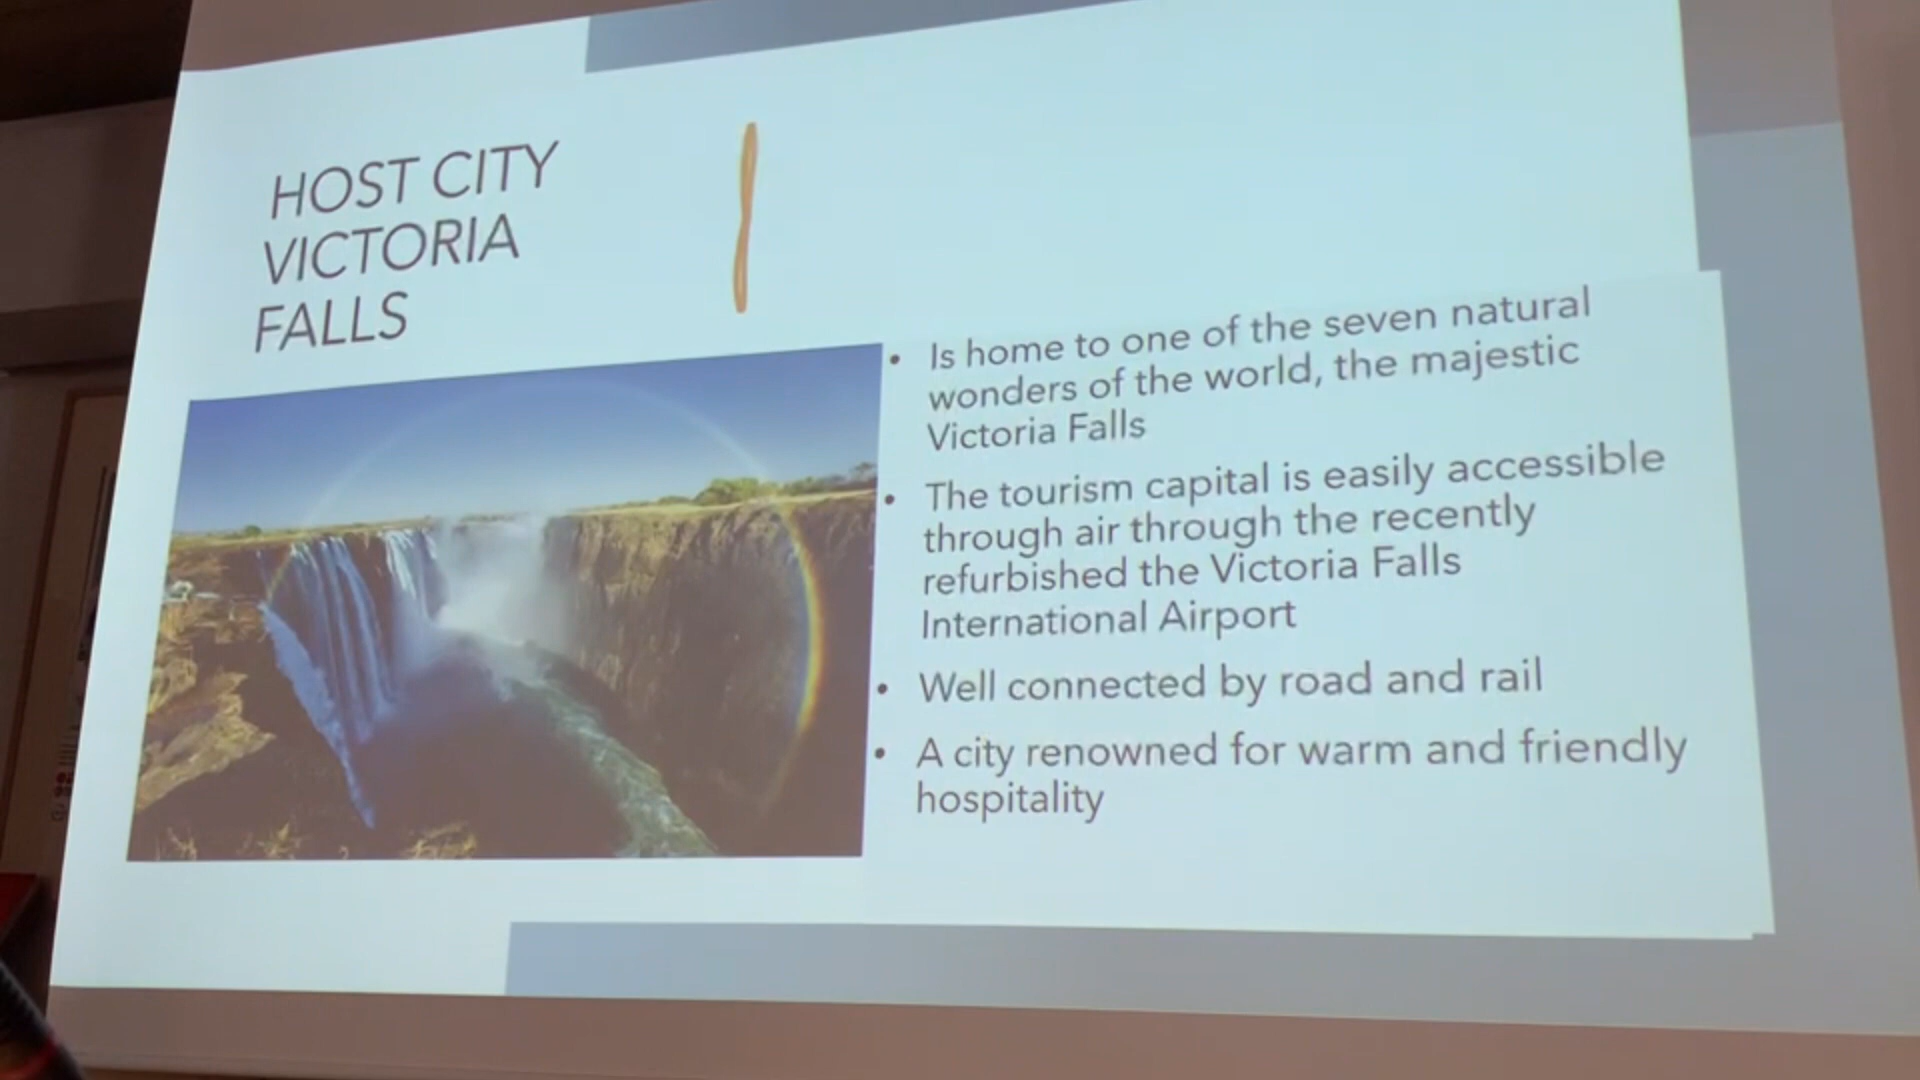 HOST CITY
VICTORIA
FALLS
• Is home to one of the seven natural
wonders of the world, the majestic
Victoria Falls
• The tourism capital is easily accessible
through air through the recently
refurbished the Victoria Falls
International Airport
• Well connected by road and rail
• A city renowned for warm and friendly
hospitality